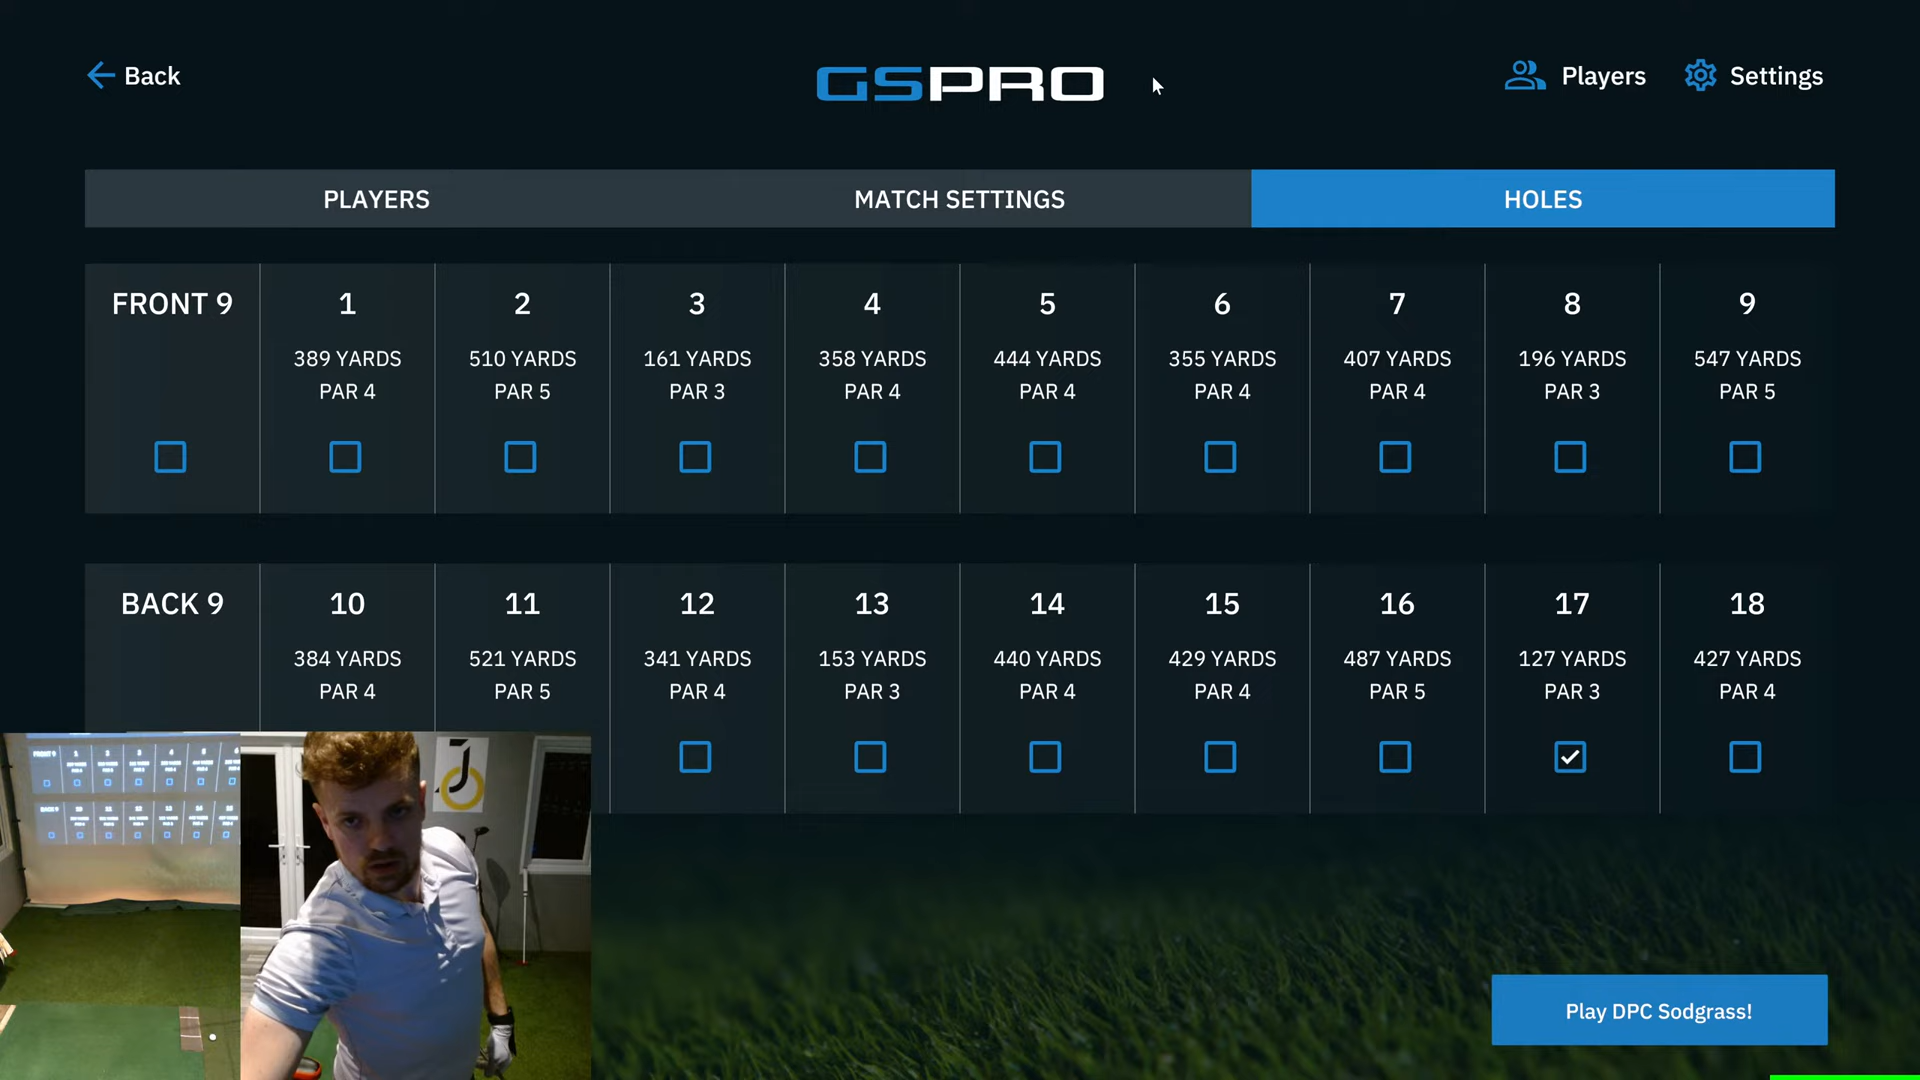 Back
GSPRO
Players
Settings
PLAYERS
MATCH SETTINGS
HOLES
FRONT 9
1
389 YARDS
PAR 4
2
510 YARDS
PAR 5
3
161 YARDS
PAR 3
4
358 YARDS
PAR 4
5
444 YARDS
PAR 4
6
355 YARDS
PAR 4
7
407 YARDS
PAR 4
8
196 YARDS
PAR 3
9
547 YARDS
PAR 5
BACK 9
10
384 YARDS
PAR 4
11
521 YARDS
PAR 5
12
341 YARDS
PAR 4
13
153 YARDS
PAR 3
14
440 YARDS
PAR 4
15
429 YARDS
PAR 4
16
487 YARDS
PAR 5
17
127 YARDS
PAR 3
18
427 YARDS
PAR 4
Play DPC Sodgrass!